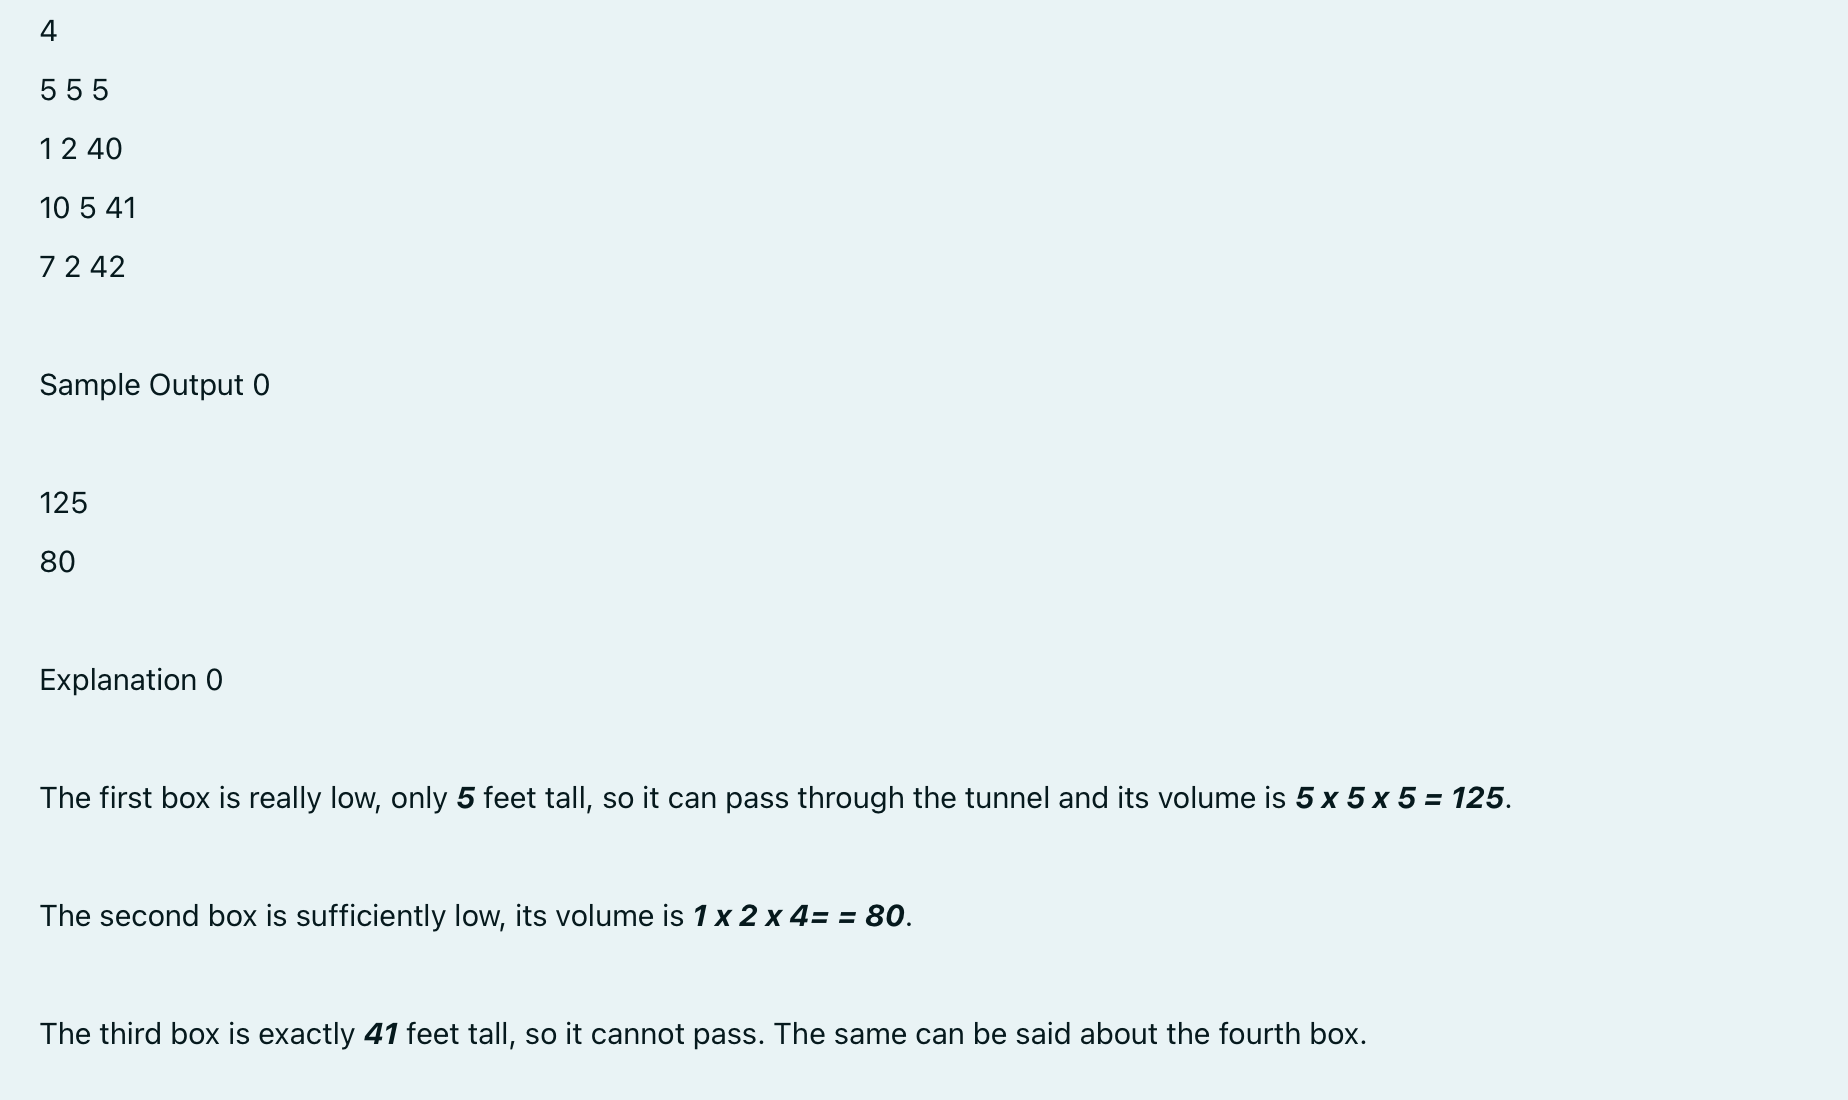 4
5 5 5
1 2 40
10 5 41
7 2 42
Sample Output 0
125
80
Explanation 0
The first box is really low, only 5 feet tall, so it can pass through the tunnel and its volume is 5 x 5 x 5 = 125.
The second box is sufficiently low, its volume is 1 x 2 x 4= = 80.
The third box is exactly 41 feet tall, so it cannot pass. The same can be said about the fourth box.